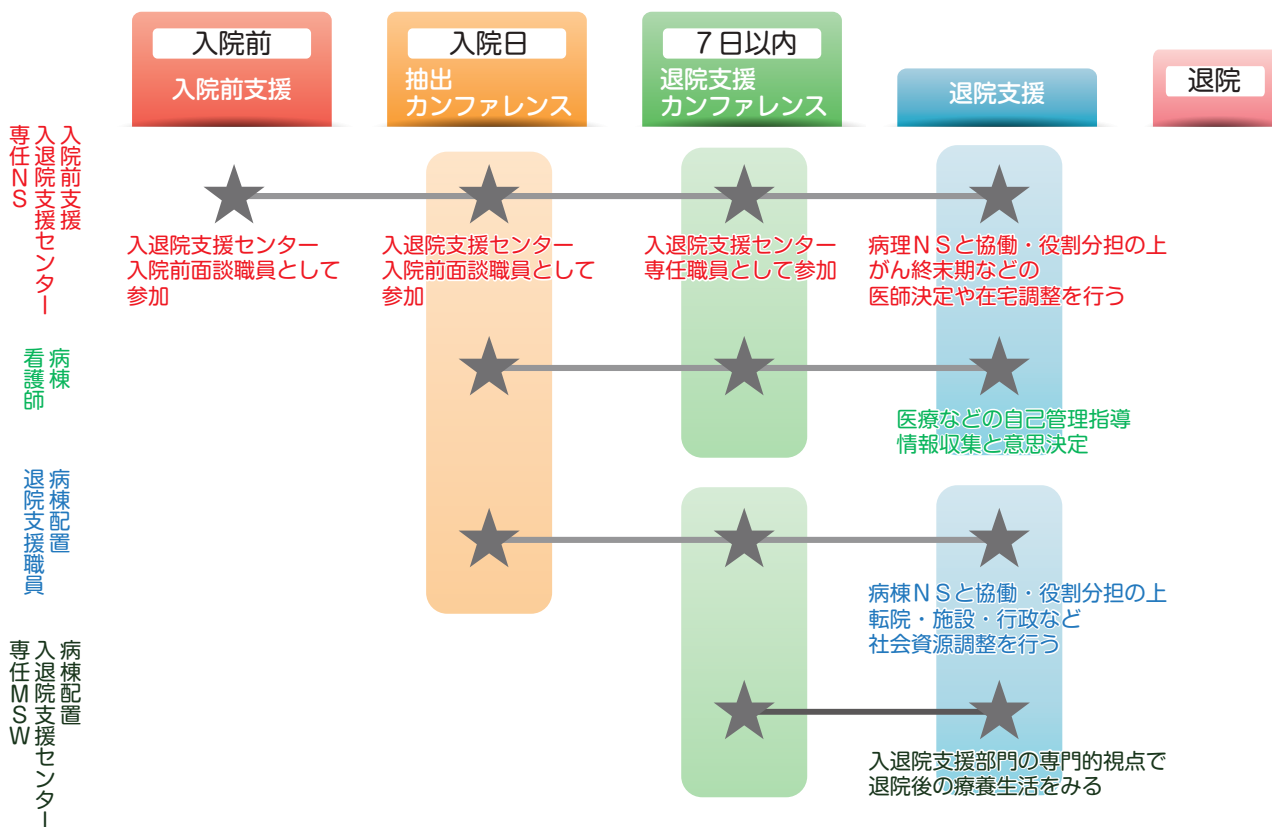 入院前
入院前支援
入院日
抽出
カンファレンス
7日以内
退院支援
カンファレンス
退院支援
退院
入院前支援
入退院支援センター
専任NS
入退院支援センター
入院前面談職員として
参加
入退院支援センター
入院前面談職員として
参加
入退院支援センター
専任職員として参加
病理NSと協働・役割分担の上
がん終末期などの
医師決定や在宅調整を行う
病棟
看護師
医療などの自己管理指導
情報収集と意思決定
病棟配置
退院支援職員
病棟NSと協働・役割分担の上
転院・施設・行政など
社会資源調整を行う
病棟配置
入退院支援センター
専任MSW
入退院支援部門の専門的視点で
退院後の療養生活をみる